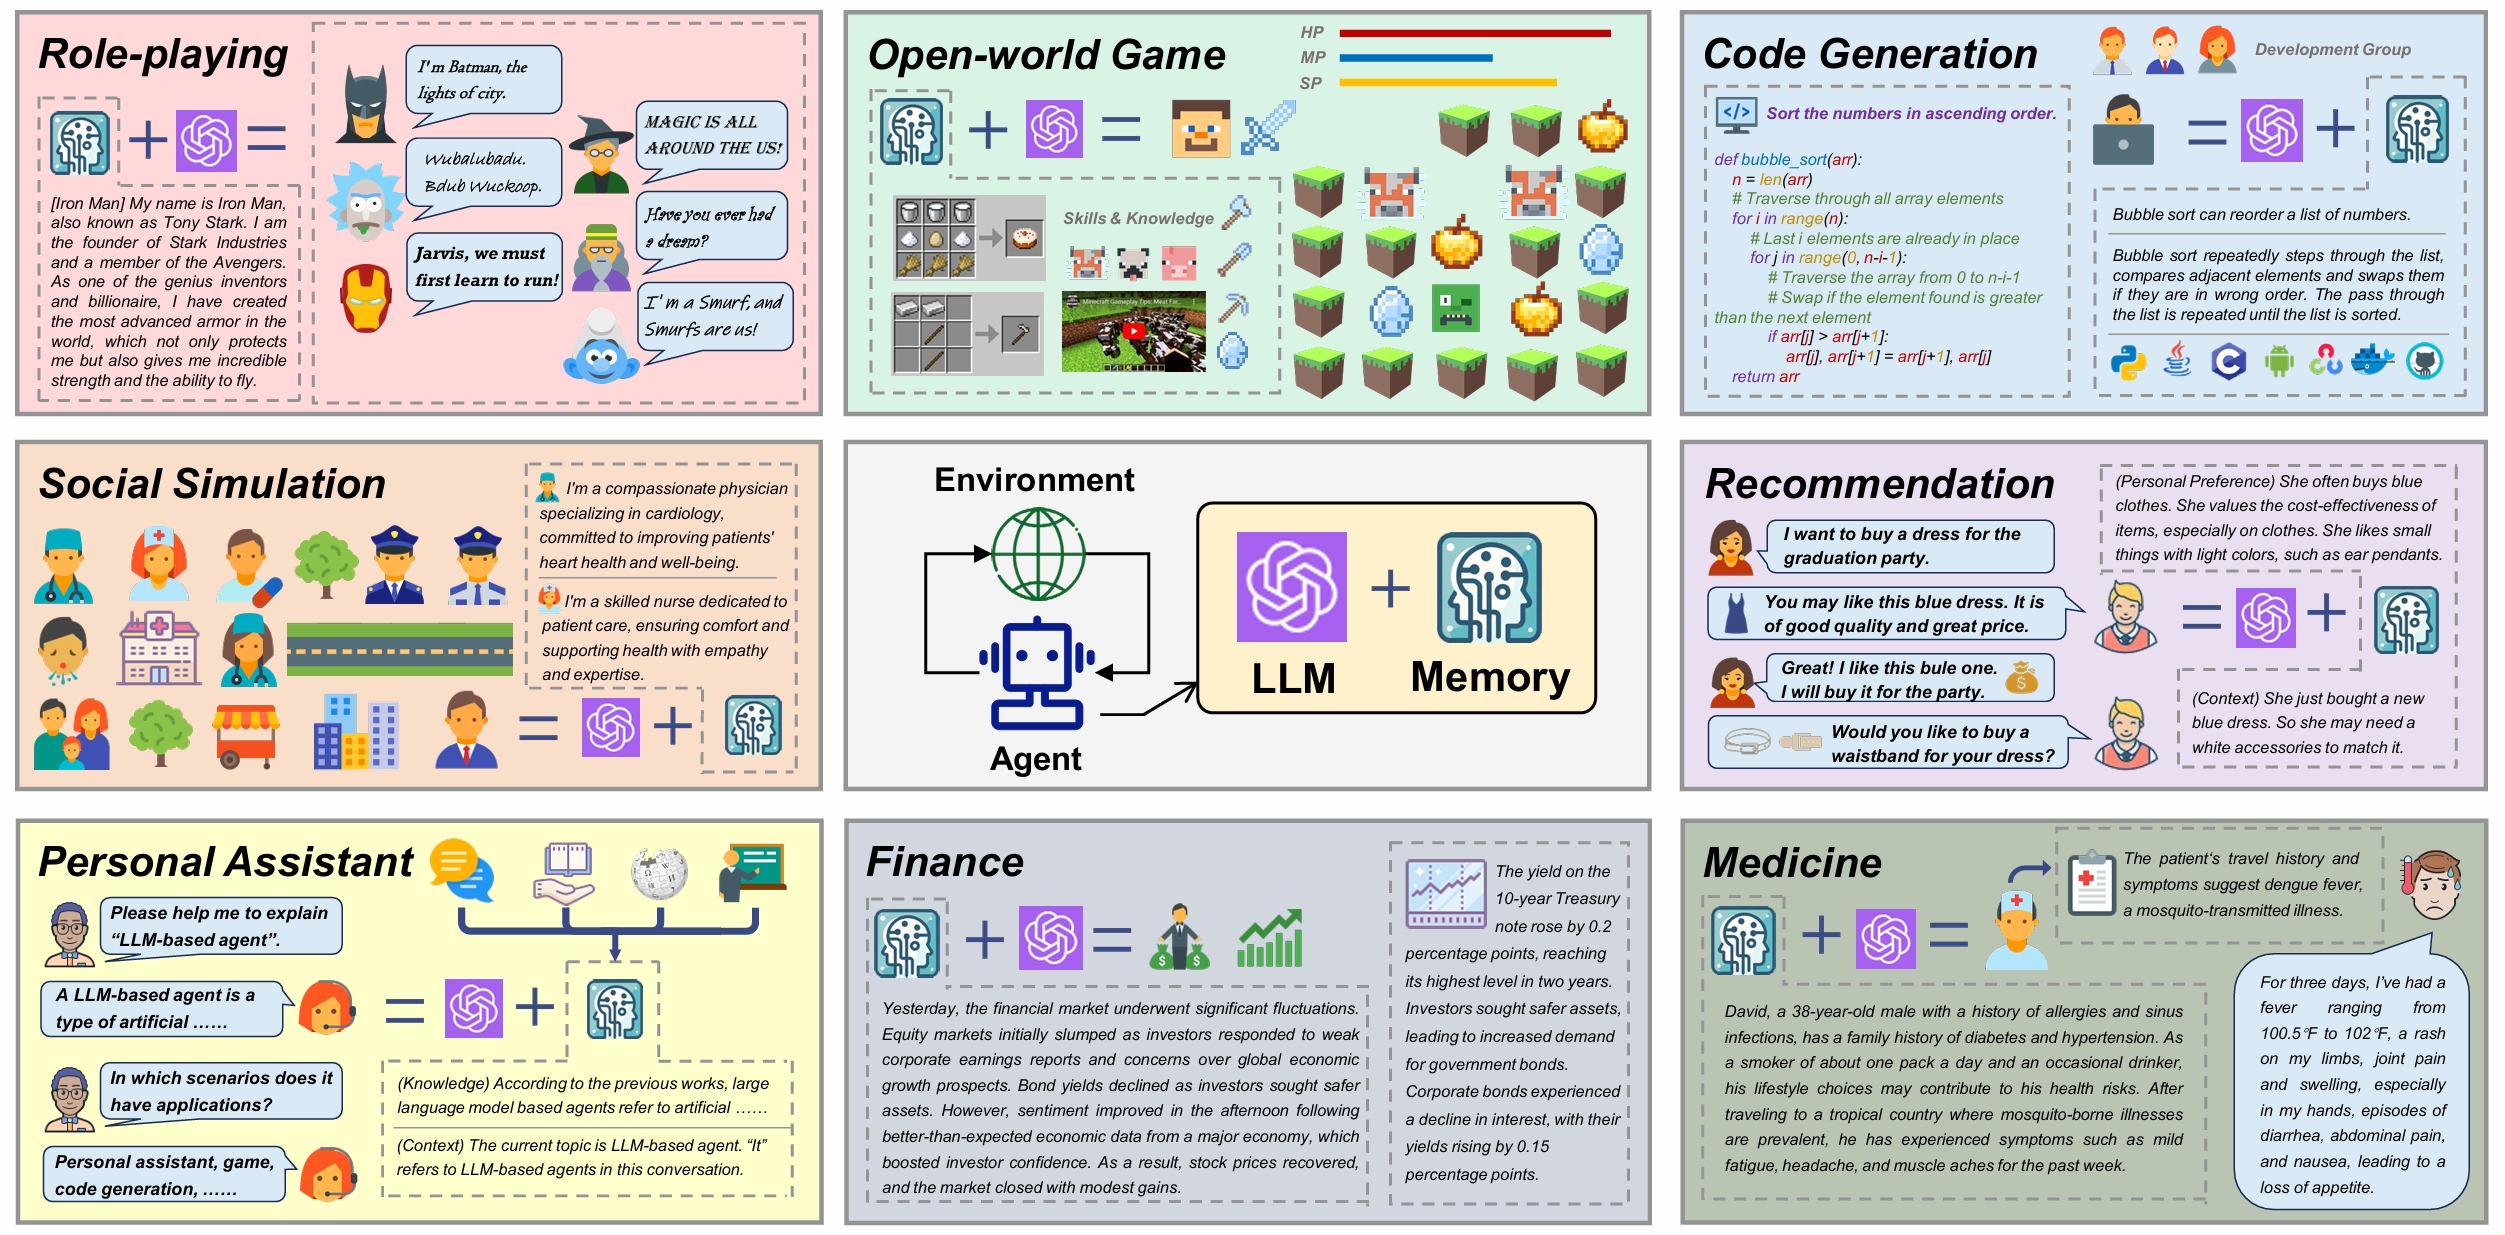 Role-playing
I'm Batman, the
lights of city.
MAGIC IS ALL
AROUND THE US!
Wubalubadu.
Bdub Wuckoop.
Have you ever had
a dream?
Jarvis, we must
first learn to run!
I'm a Smurf, and
Smurfs are us!
[Iron Man] My name is Iron Man,
also known as Tony Stark. I am
the founder of Stark Industries
and a member of the Avengers.
As one of the genius inventors
and billionaire, I have created
the most advanced armor in the
world, which not only protects
me but also gives me incredible
strength and the ability to fly.
Open-world Game
HP
MP
SP
Skills & Knowledge
Minecraft Gameplay Tips: Meat Far...
Code Generation
Development Group
Sort the numbers in ascending order.
def bubble_sort(arr):
n = len(arr)
# Traverse through all array elements
for i in range(n):
# Last i elements are already in place
for j in range(0, n-i-1):
# Traverse the array from 0 to n-i-1
# Swap if the element found is greater
than the next element
if arr[j] > arr[j+1]:
arr[j], arr[j+1] = arr[j+1], arr[j]
return arr
Bubble sort can reorder a list of numbers.
Bubble sort repeatedly steps through the list,
compares adjacent elements and swaps them
if they are in wrong order. The pass through
the list is repeated until the list is sorted.
Social Simulation
I'm a compassionate physician
specializing in cardiology,
committed to improving patients'
heart health and well-being.
I'm a skilled nurse dedicated to
patient care, ensuring comfort and
supporting health with empathy
and expertise.
Environment
Agent
LLM
Memory
Recommendation
I want to buy a dress for the
graduation party.
You may like this blue dress. It is
of good quality and great price.
Great! I like this bule one.
I will buy it for the party.
Would you like to buy a
waistband for your dress?
(Personal Preference) She often buys blue
clothes. She values the cost-effectiveness of
items, especially on clothes. She likes small
things with light colors, such as ear pendants.
(Context) She just bought a new
blue dress. So she may need a
white accessories to match it.
Personal Assistant
Please help me to explain
“LLM-based agent”.
A LLM-based agent is a
type of artificial ……
In which scenarios does it
have applications?
Personal assistant, game,
code generation, ……
(Knowledge) According to the previous works, large
language model based agents refer to artificial ……
(Context) The current topic is LLM-based agent. “It”
refers to LLM-based agents in this conversation.
Finance
Yesterday, the financial market underwent significant fluctuations.
Equity markets initially slumped as investors responded to weak
corporate earnings reports and concerns over global economic
growth prospects. Bond yields declined as investors sought safer
assets. However, sentiment improved in the afternoon following
better-than-expected economic data from a major economy, which
boosted investor confidence. As a result, stock prices recovered,
and the market closed with modest gains.
The yield on the
10-year Treasury
note rose by 0.2
percentage points, reaching
its highest level in two years.
Investors sought safer assets,
leading to increased demand
for government bonds.
Corporate bonds experienced
a decline in interest, with their
yields rising by 0.15
percentage points.
Medicine
The patient's travel history and
symptoms suggest dengue fever,
a mosquito-transmitted illness.
David, a 38-year-old male with a history of allergies and sinus
infections, has a family history of diabetes and hypertension. As
a smoker of about one pack a day and an occasional drinker,
his lifestyle choices may contribute to his health risks. After
traveling to a tropical country where mosquito-borne illnesses
are prevalent, he has experienced symptoms such as mild
fatigue, headache, and muscle aches for the past week.
For three days, I've had a
fever ranging from
100.5°F to 102°F, a rash
on my limbs, joint pain
and swelling, especially
in my hands, episodes of
diarrhea, abdominal pain,
and nausea, leading to a
loss of appetite.